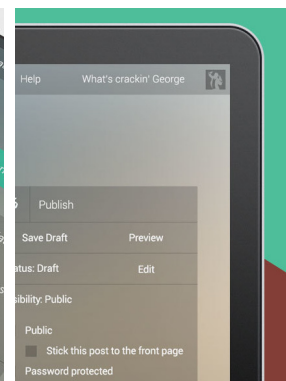 Help What's crackin' George
Publish
Save Draft Preview
atus: Draft Edit
sibility: Public
Public
Stick this post to the front page
Password protected